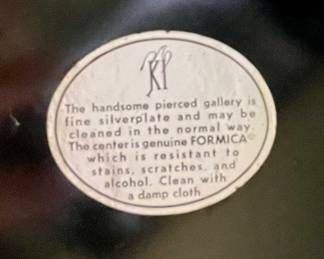 KP
The handsome pierced gallery is
fine silverplate and may be
cleaned in the normal way.
The center is genuine FORMICA®
which is resistant to
stains, scratches, and
alcohol. Clean with
a damp cloth